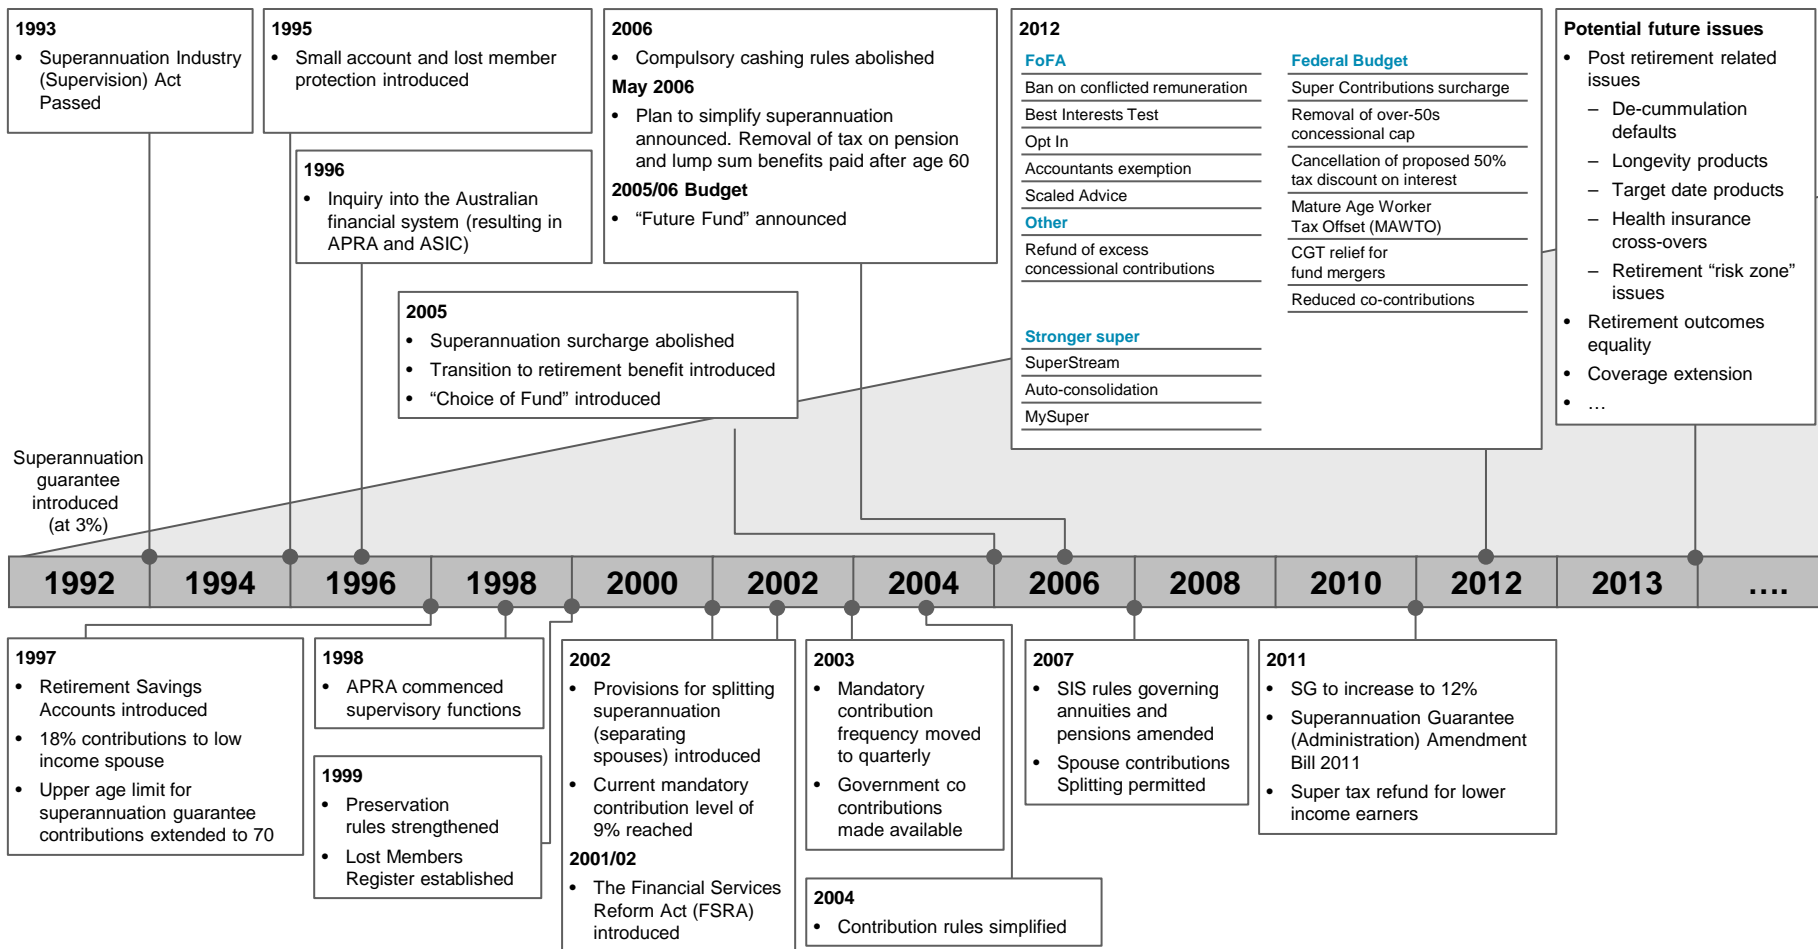 1993
• Superannuation Industry
(Supervision) Act
Passed
1995
• Small account and lost member
protection introduced
1996
• Inquiry into the Australian
financial system (resulting in
APRA and ASIC)
2006
• Compulsory cashing rules abolished
May 2006
• Plan to simplify superannuation
announced. Removal of tax on pension
and lump sum benefits paid after age 60
2005/06 Budget
• “Future Fund” announced
2005
• Superannuation surcharge abolished
• Transition to retirement benefit introduced
• “Choice of Fund” introduced
2012
FoFA
Ban on conflicted remuneration
Best Interests Test
Opt In
Accountants exemption
Scaled Advice
Other
Refund of excess
concessional contributions
Stronger super
SuperStream
Auto-consolidation
MySuper
Federal Budget
Super Contributions surcharge
Removal of over-50s
concessional cap
Cancellation of proposed 50%
tax discount on interest
Mature Age Worker
Tax Offset (MAWTO)
CGT relief for
fund mergers
Reduced co-contributions
Potential future issues
• Post retirement related
issues
– De-cummulation
defaults
– Longevity products
– Target date products
– Health insurance
cross-overs
– Retirement “risk zone”
issues
• Retirement outcomes
equality
• Coverage extension
• …
Superannuation
guarantee
introduced
(at 3%)
1992 1994 1996 1998 2000 2002 2004 2006 2008 2010 2012 2013 ....
1997
• Retirement Savings
Accounts introduced
• 18% contributions to low
income spouse
• Upper age limit for
superannuation guarantee
contributions extended to 70
1998
• APRA commenced
supervisory functions
1999
• Preservation
rules strengthened
• Lost Members
Register established
2002
• Provisions for splitting
superannuation
(separating
spouses) introduced
• Current mandatory
contribution level of
9% reached
2001/02
• The Financial Services
Reform Act (FSRA)
introduced
2003
• Mandatory
contribution
frequency moved
to quarterly
• Government co
contributions
made available
2004
• Contribution rules simplified
2007
• SIS rules governing
annuities and
pensions amended
• Spouse contributions
Splitting permitted
2011
• SG to increase to 12%
• Superannuation Guarantee
(Administration) Amendment
Bill 2011
• Super tax refund for lower
income earners